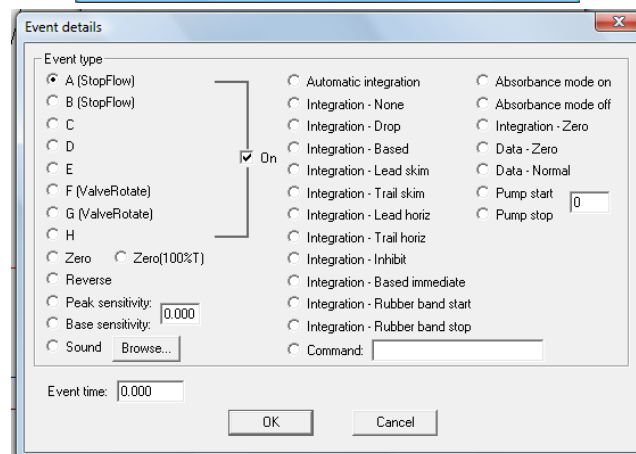 Event details
Event type
A (StopFlow)
B (StopFlow)
C
D
E
F (ValveRotate)
G (ValveRotate)
H
On
Zero Zero(100%T)
Reverse
Peak sensitivity:
Base sensitivity:
0.000
Sound Browse...
Automatic integration
Integration - None
Integration - Drop
Integration - Based
Integration - Lead skim
Integration - Trail skim
Integration - Lead horiz
Integration - Trail horiz
Integration - Inhibit
Integration - Based immediate
Integration - Rubber band start
Integration - Rubber band stop
Command:
Absorbance mode on
Absorbance mode off
Integration - Zero
Data - Zero
Data - Normal
Pump start
Pump stop
0
Event time: 0.000
OK Cancel